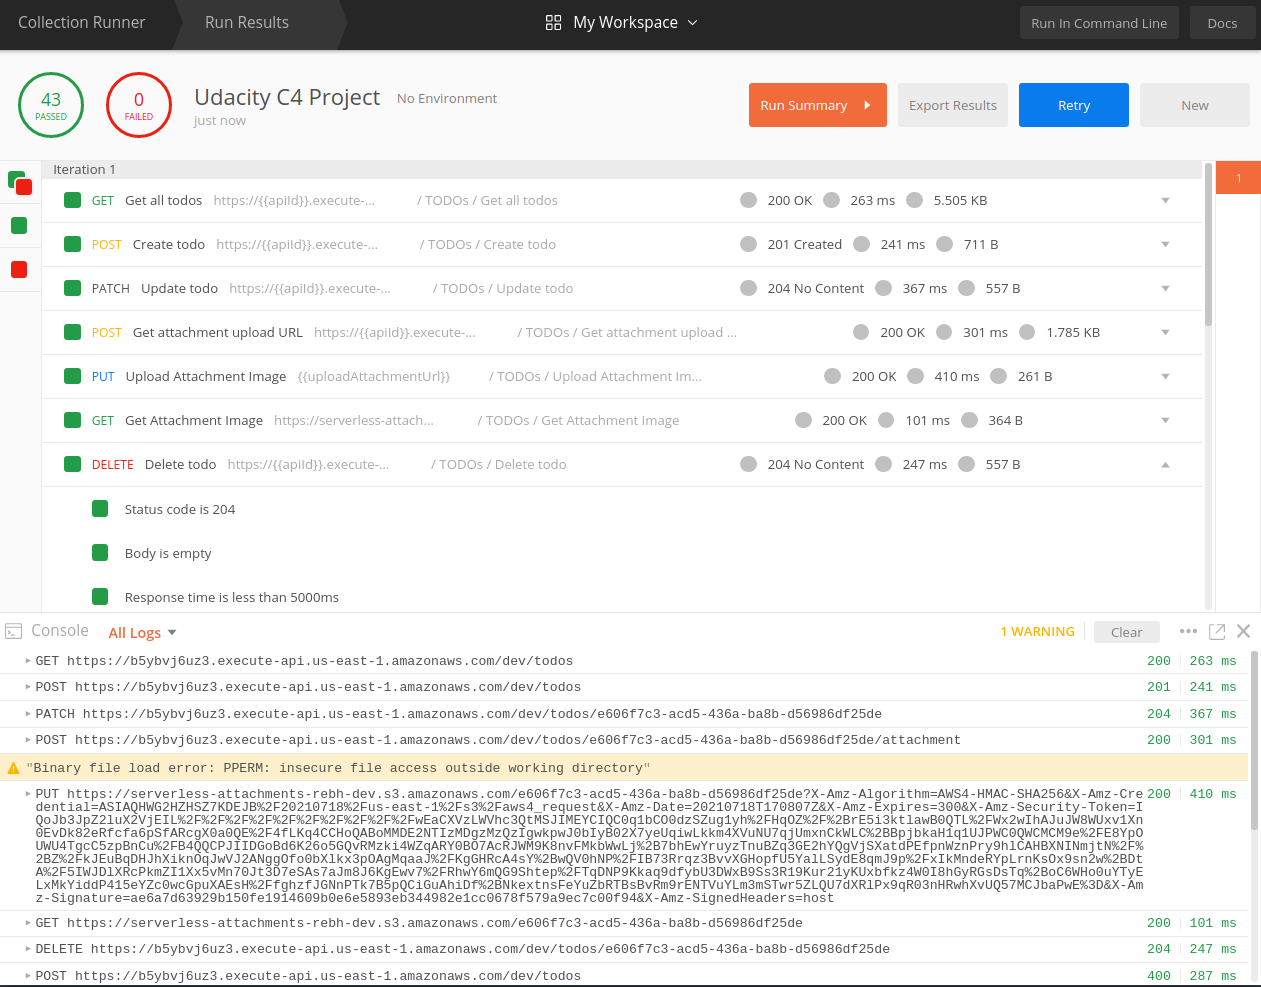 Collection Runner
Run Results
My Workspace
Run In Command Line
Docs
43
PASSED
0
FAILED
Udacity C4 Project
No Environment
just now
Run Summary
Export Results
Retry
New
Iteration 1
1
GET Get all todos https://{{apiId}}.execute-... / TODOs / Get all todos 200 OK 263 ms 5.505 KB
POST Create todo https://{{apiId}}.execute-... / TODOs / Create todo 201 Created 241 ms 711 B
PATCH Update todo https://{{apiId}}.execute-... / TODOs / Update todo 204 No Content 367 ms 557 B
POST Get attachment upload URL https://{{apiId}}.execute-... / TODOs / Get attachment upload ... 200 OK 301 ms 1.785 KB
PUT Upload Attachment Image {{uploadAttachmentUrl}} / TODOs / Upload Attachment Im... 200 OK 410 ms 261 B
GET Get Attachment Image https://serverless-attach... / TODOs / Get Attachment Image 200 OK 101 ms 364 B
DELETE Delete todo https://{{apiId}}.execute-... / TODOs / Delete todo 204 No Content 247 ms 557 B
Status code is 204
Body is empty
Response time is less than 5000ms
Console All Logs 1 WARNING Clear
GET https://b5ybvj6uz3.execute-api.us-east-1.amazonaws.com/dev/todos 200 263 ms
POST https://b5ybvj6uz3.execute-api.us-east-1.amazonaws.com/dev/todos 201 241 ms
PATCH https://b5ybvj6uz3.execute-api.us-east-1.amazonaws.com/dev/todos/e606f7c3-acd5-436a-ba8b-d56986df25de 204 367 ms
POST https://b5ybvj6uz3.execute-api.us-east-1.amazonaws.com/dev/todos/e606f7c3-acd5-436a-ba8b-d56986df25de/attachment 200 301 ms
"Binary file load error: PPERM: insecure file access outside working directory"
PUT https://serverless-attachments-rebh-dev.s3.amazonaws.com/e606f7c3-acd5-436a-ba8b-d56986df25de?X-Amz-Algorithm=AWS4-HMAC-SHA256&X-Amz-Cre 200 410 ms
dential=ASIAQHWG2HZHSZ7KDEJB%2F20210718%2Fus-east-1%2Fs3%2Faws4_request&X-Amz-Date=20210718T170807Z&X-Amz-Expires=300&X-Amz-Security-Token=I
QoJb3JpZ2luX2VjEIL%2F%2F%2F%2F%2F%2F%2F%2F%2F%2FwEaCXVzLWVhc3QtMSJIMEYCIQC0q1bCO0dzSZug1yh%2FHqOZ%2F%2BrE5i3ktlawB0QTL%2FWx2wIhAJuJW8WUxv1Xn
0EvDk82eRfcfa6pSfARcgX0a0QE%2F4fLKq4CCHoQABoMMDE2NTIzMDgzMzQzIgwkpwJ0bIyB02X7yeUqiwLkkm4XVuNU7qjUmxnCkWLC%2BBpjbkaH1q1UJPWC0QWCMCM9e%2FE8YpO
UWU4TgcC5zpBnCu%2FB4QQCPJIIDGoBd6K26o5GQvRMzki4WZqARY0BO7AcRJWM9K8nvFMkbWwLj%2B7bhEwYruyzTnuBZq3GE2hYQgVjSXatdPEfpnWznPry9hlCAHBXNINmjtN%2F%
2BZ%2FkJEuBqDHJhXiknOqJwVJ2ANggOfo0bXlkx3pOAgMqaaJ%2FKgGHRcA4sY%2BwQV0hNP%2FIB73Rrqz3BvvXGHopfU5YalLSydE8qmJ9p%2FxIkMndeRYpLrnKsOx9sn2w%2BDt
A%2F5IWJDlXRcPkmZI1Xx5vMn70Jt3D7eSAs7aJm8J6KgEwv7%2FRhwY6mQG9Shtep%2FTqDNP9Kkaq9dfybU3DWxB9Ss3R19Kur21yKUxbfkz4W0I8hGyRGsDsTq%2BoC6WHo0uYTyE
LxMkYiddP415eYZc0wcGpuXAEsH%2FfghzfJGNnPTk7B5pQCiGuAhiDf%2BNkextnsFeYuZbRTBsBvRm9rENTVuYLm3mSTwr5ZLQU7dXRlPx9qR03nHRwhXvUQ57MCJbaPwE%3D&X-Am
z-Signature=ae6a7d63929b150fe1914609b0e6e5893eb344982e1cc0678f579a9ec7c00f94&X-Amz-SignedHeaders=host
GET https://serverless-attachments-rebh-dev.s3.amazonaws.com/e606f7c3-acd5-436a-ba8b-d56986df25de 200 101 ms
DELETE https://b5ybvj6uz3.execute-api.us-east-1.amazonaws.com/dev/todos/e606f7c3-acd5-436a-ba8b-d56986df25de 204 247 ms
POST https://b5ybvj6uz3.execute-api.us-east-1.amazonaws.com/dev/todos 400 287 ms